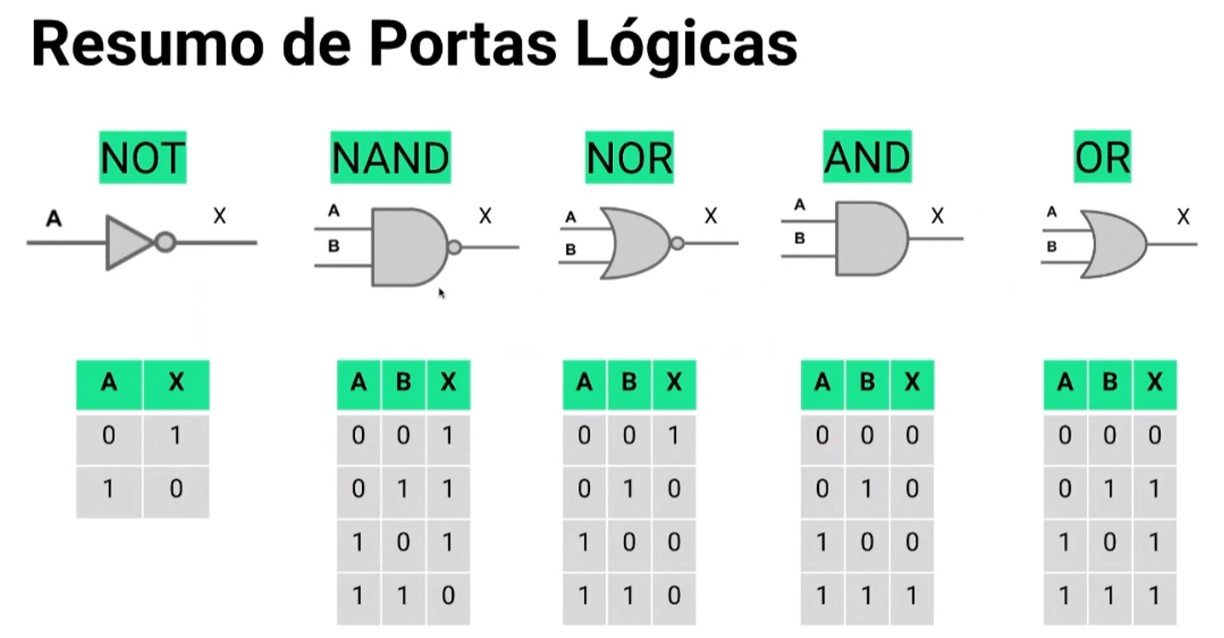 Resumo de Portas Lógicas
NOT NAND NOR AND OR
A X A X A X A X A X
B B B B
A X A B X A B X A B X A B X
0 1 0 0 1 0 0 1 0 0 0 0 0 0
1 0 0 1 1 0 1 0 0 1 0 0 1 1
1 0 1 1 0 0 1 0 0 1 0 1
1 1 0 1 1 0 1 1 1 1 1 1